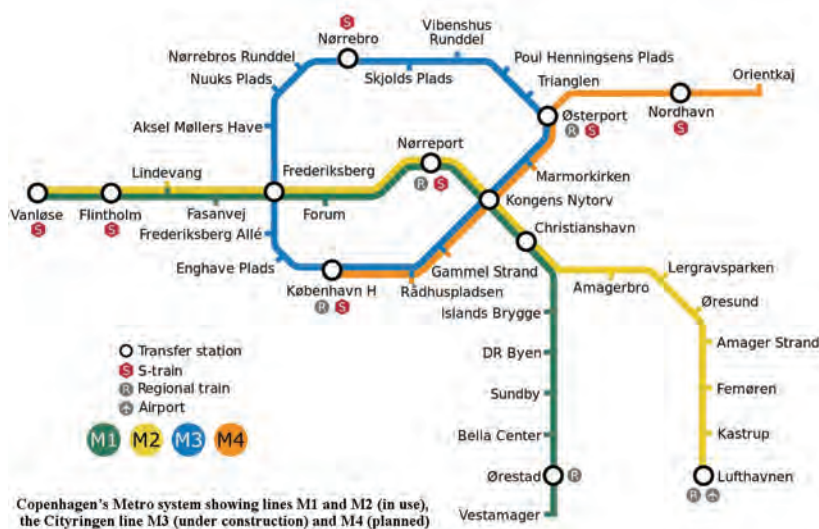 S
Nørrebro
Vibenshus
Runddel
Nørrebros Runddel
Nuuks Plads
Skjolds Plads
Poul Henningsens Plads
Trianglen
Orientkaj
Aksel Møllers Have
Østerport
R S
Nordhavn
S
Nørreport
R S
Lindevang
Frederiksberg
Marmorkirken
Vanløse
S
Flintholm
S
Fasanvej
Forum
Kongens Nytorv
Frederiksberg Allé
Christianshavn
Enghave Plads
København H
R S
Gammel Strand
Rådhuspladsen
Amagerbro
Lergravsparken
Øresund
Islands Brygge
Amager Strand
DR Byen
Sundby
Femøren
Bella Center
Kastrup
Ørestad
R
Lufthavnen
R
Vestamager
Transfer station
S S-train
R Regional train
Airport
M1 M2 M3 M4
Copenhagen's Metro system showing lines M1 and M2 (in use),
the Cityringen line M3 (under construction) and M4 (planned)